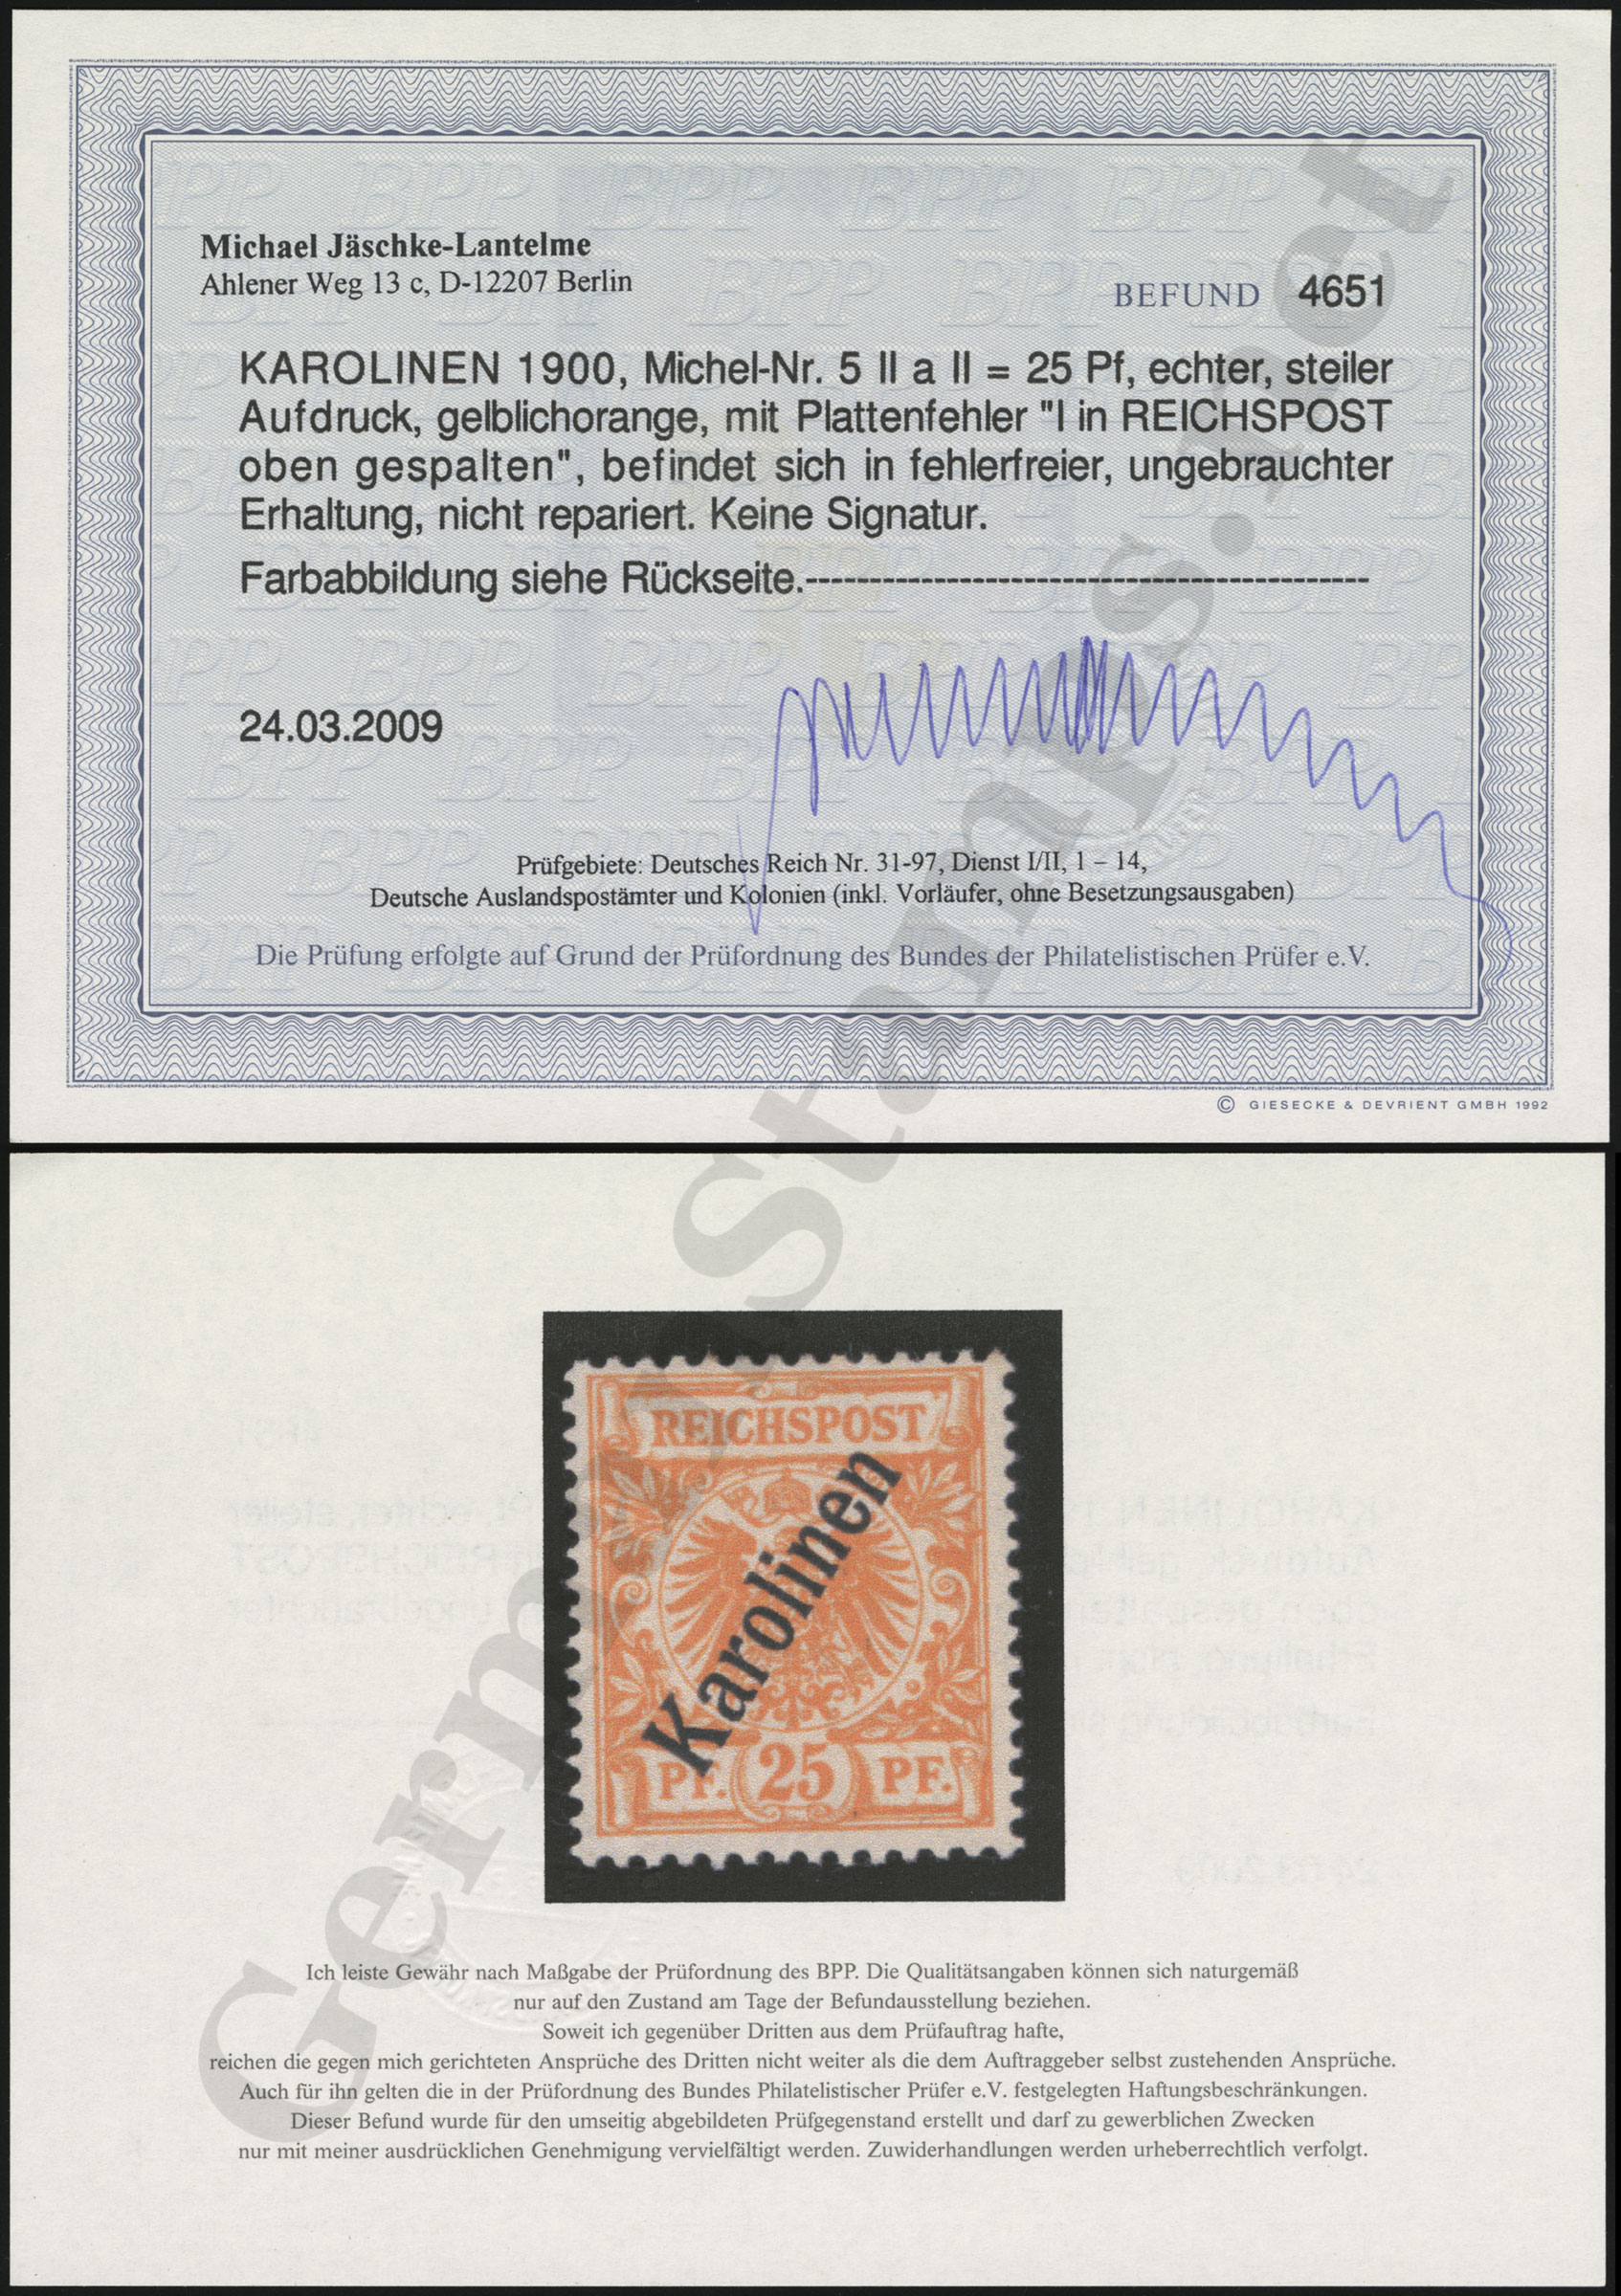 Michael Jäschke-Lantelme
Ahlener Weg 13 c, D-12207 Berlin
BEFUND 4651
KAROLINEN 1900, Michel-Nr. 5 II a II = 25 Pf, echter, steiler
Aufdruck, gelblichorange, mit Plattenfehler "I in REICHSPOST
oben gespalten", befindet sich in fehlerfreier, ungebrauchter
Erhaltung, nicht repariert. Keine Signatur.
Farbabbildung siehe Rückseite.--------------------------------------------
24.03.2009
Prüfgebiete: Deutsches Reich Nr. 31-97, Dienst I/II, 1 – 14,
Deutsche Auslandspostämter und Kolonien (inkl. Vorläufer, ohne Besetzungsausgaben)
Die Prüfung erfolgte auf Grund der Prüfordnung des Bundes der Philatelistischen Prüfer e.V.
© GIESECKE & DEVRIENT GMBH 1992
REICHSPOST
Karolinen
PF. 25 PF.
Ich leiste Gewähr nach Maßgabe der Prüfordnung des BPP. Die Qualitätsangaben können sich naturgemäß
nur auf den Zustand am Tage der Befundausstellung beziehen.
Soweit ich gegenüber Dritten aus dem Prüfauftrag hafte,
reichen die gegen mich gerichteten Ansprüche des Dritten nicht weiter als die dem Auftraggeber selbst zustehenden Ansprüche.
Auch für ihn gelten die in der Prüfordnung des Bundes Philatelistischer Prüfer e.V. festgelegten Haftungsbeschränkungen.
Dieser Befund wurde für den umseitig abgebildeten Prüfgegenstand erstellt und darf zu gewerblichen Zwecken
nur mit meiner ausdrücklichen Genehmigung vervielfältigt werden. Zuwiderhandlungen werden urheberrechtlich verfolgt.